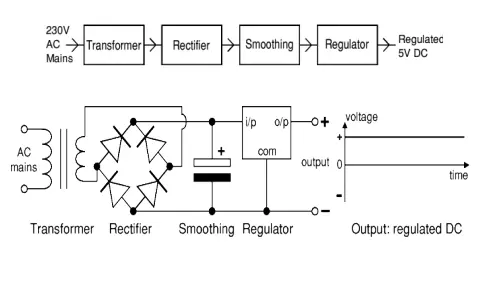 230V
AC
Mains
Transformer
Rectifier
Smoothing
Regulator
Regulated
5V DC
AC
mains
+
i/p
o/p
com
+
−
output
voltage
+
0
-
time
Transformer
Rectifier
Smoothing
Regulator
Output: regulated DC